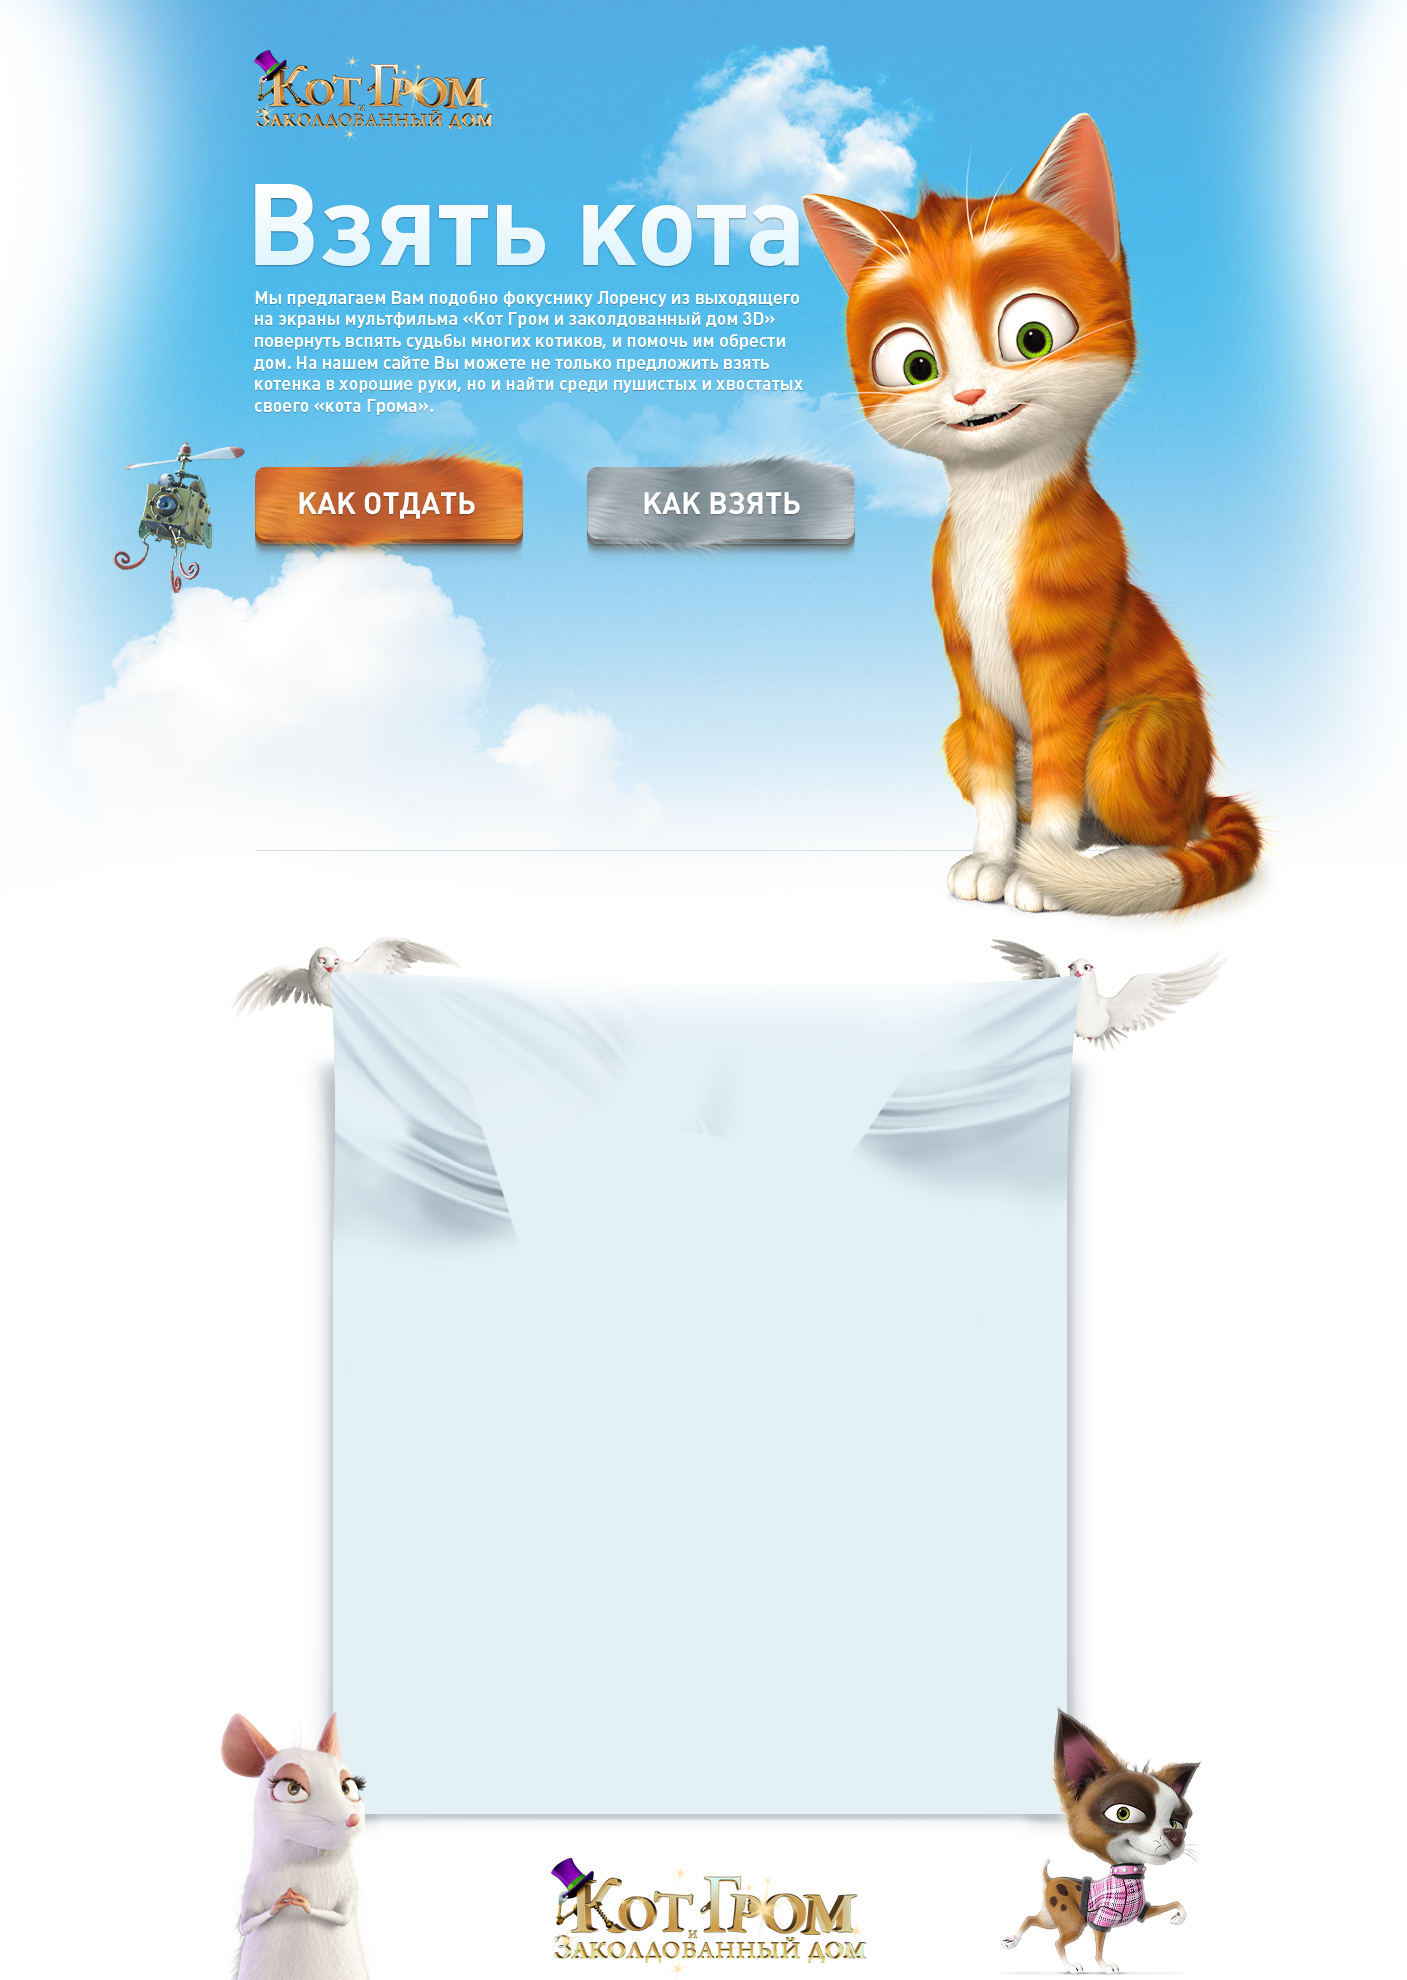 Кот Гром
и
Заколдованный дом
Взять кота
Мы предлагаем Вам подобно фокуснику Лоренсу из выходящего
на экраны мультфильма «Кот Гром и заколдованный дом 3D»
повернуть вспять судьбы многих котиков, и помочь им обрести
дом. На нашем сайте Вы можете не только предложить взять
котенка в хорошие руки, но и найти среди пушистых и хвостатых
своего «кота Грома».
КАК ОТДАТЬ
КАК ВЗЯТЬ
Кот Гром
и
Заколдованный дом